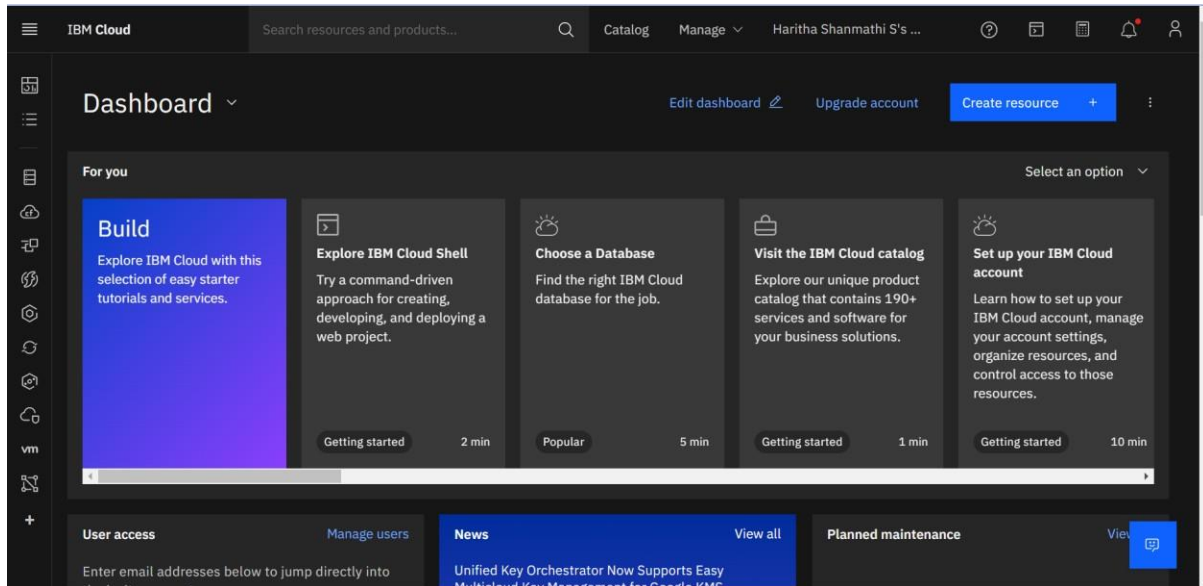 IBM Cloud
Search resources and products...
Catalog
Manage
Haritha Shanmathi S's ...
Dashboard
Edit dashboard
Upgrade account
Create resource +
For you
Select an option
Build
Explore IBM Cloud with this
selection of easy starter
tutorials and services.
Explore IBM Cloud Shell
Try a command-driven
approach for creating,
developing, and deploying a
web project.
Getting started
2 min
Choose a Database
Find the right IBM Cloud
database for the job.
Popular
5 min
Visit the IBM Cloud catalog
Explore our unique product
catalog that contains 190+
services and software for
your business solutions.
Getting started
1 min
Set up your IBM Cloud
account
Learn how to set up your
IBM Cloud account, manage
your account settings,
organize resources, and
control access to those
resources.
Getting started
10 min
vm
User access
Manage users
Enter email addresses below to jump directly into
News
View all
Unified Key Orchestrator Now Supports Easy
Multicloud Key Management for Google KMS
Planned maintenance